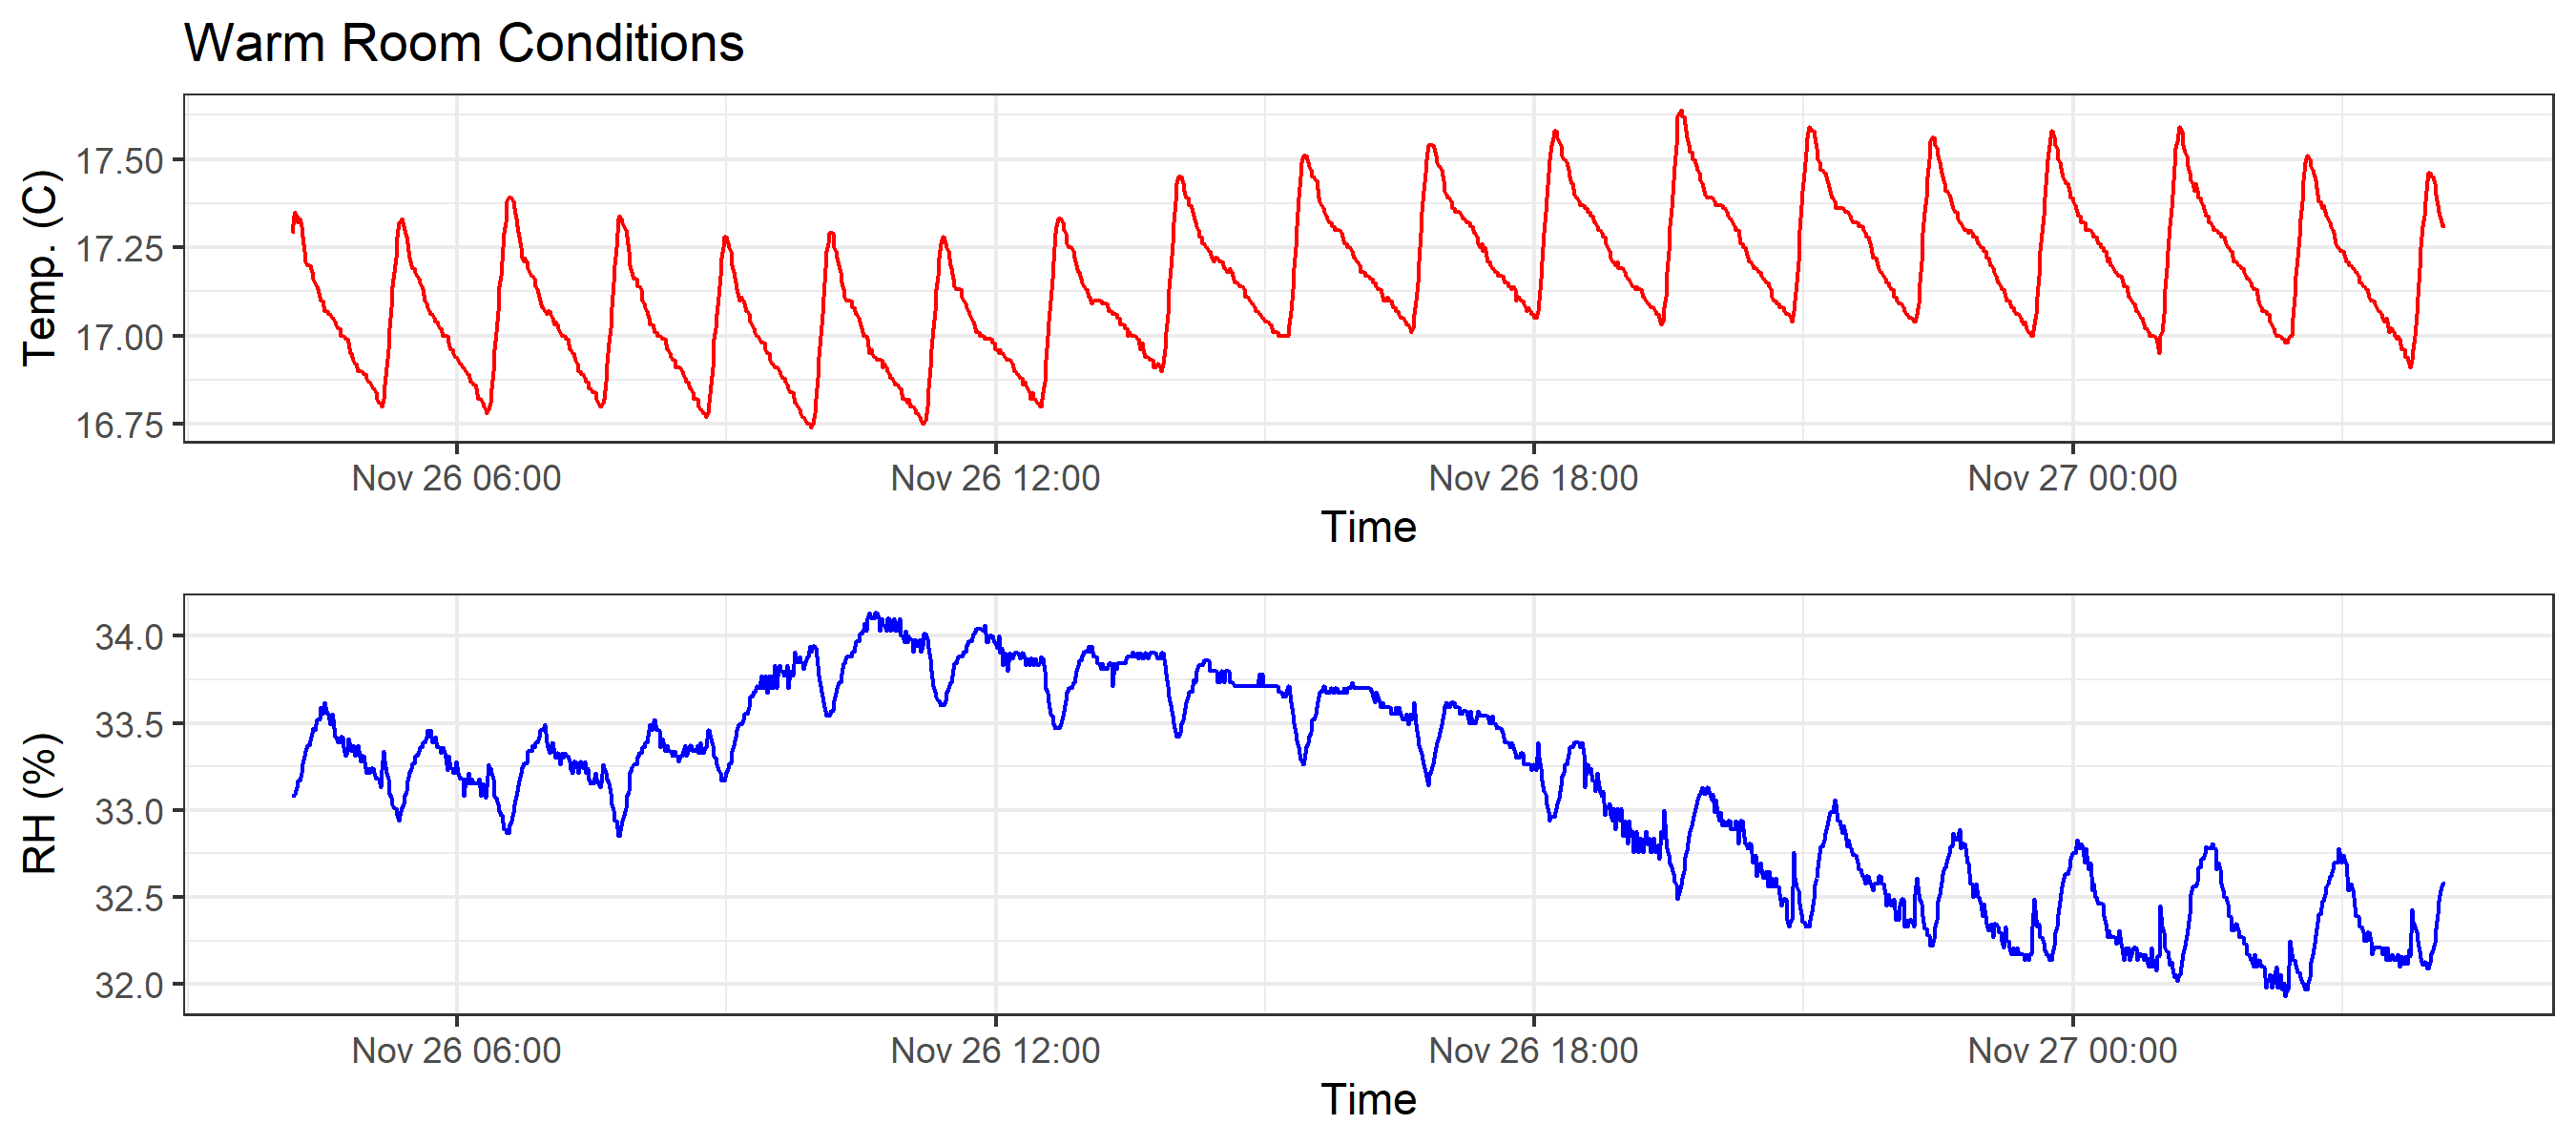 Warm Room Conditions
Temp. (C)
17.50
17.25
17.00
16.75
Nov 26 06:00 Nov 26 12:00 Nov 26 18:00 Nov 27 00:00
Time
RH (%)
34.0
33.5
33.0
32.5
32.0
Nov 26 06:00 Nov 26 12:00 Nov 26 18:00 Nov 27 00:00
Time